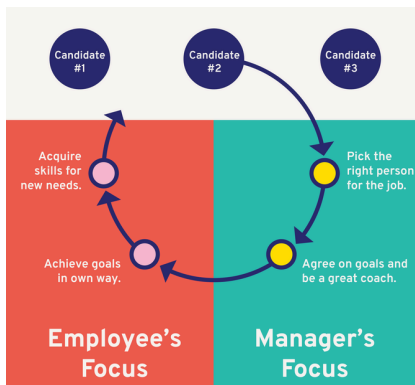 Candidate
#1
Candidate
#2
Candidate
#3
Acquire
skills for
new needs.
Pick the
right person
for the job.
Achieve goals
in own way.
Agree on goals and
be a great coach.
Employee's
Focus
Manager's
Focus